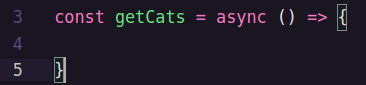 3 const getCats = async () => {
4
5 }